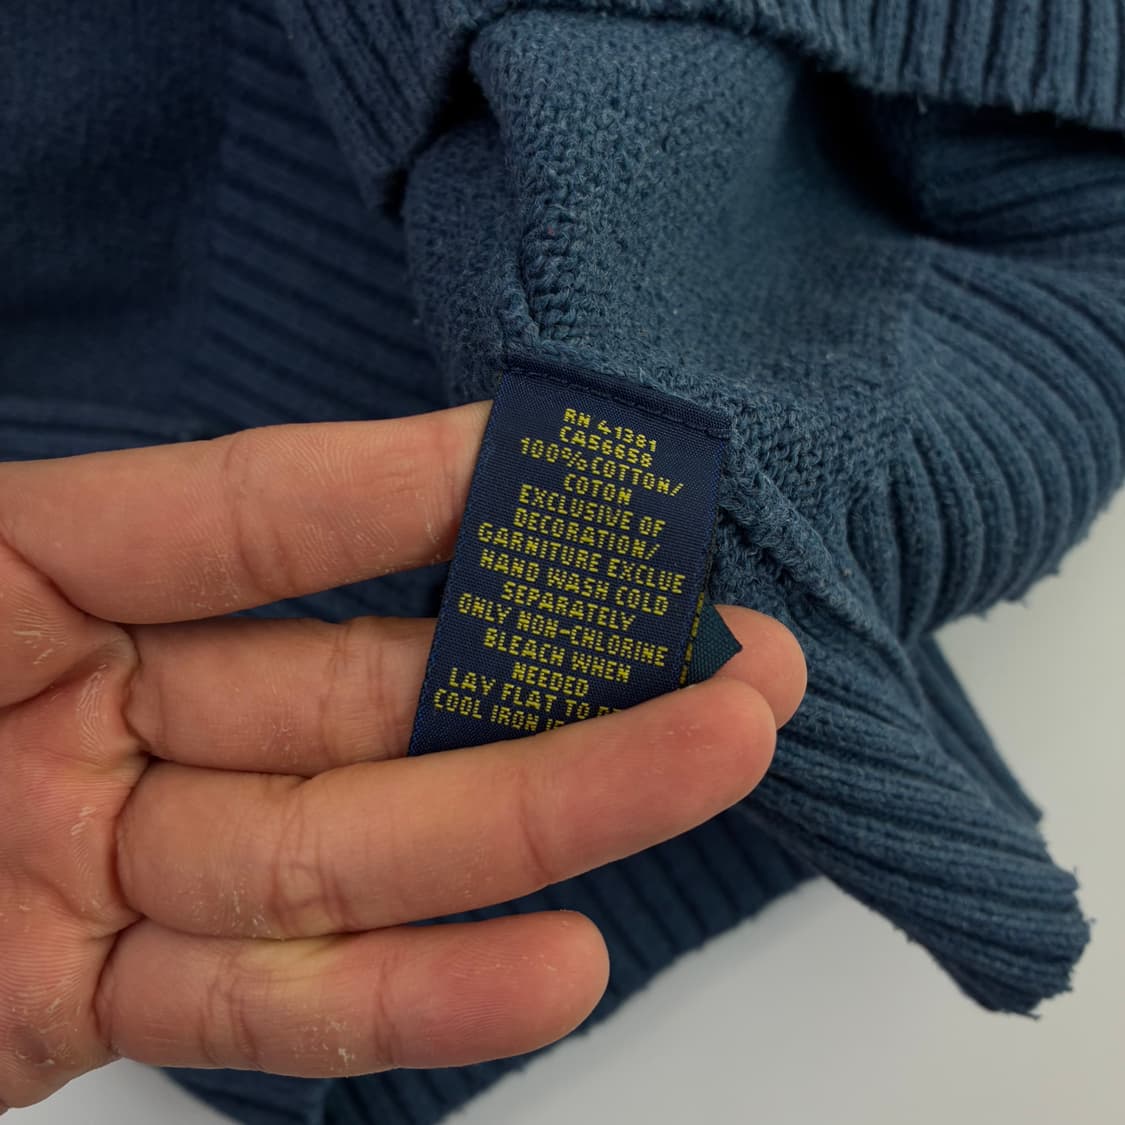 RN 41381
CA56658
100% COTTON/
COTON
EXCLUSIVE OF
DECORATION/
GARNITURE EXCLUE
HAND WASH COLD
SEPARATELY
ONLY NON-CHLORINE
BLEACH WHEN
NEEDED
LAY FLAT TO
COOL IRON